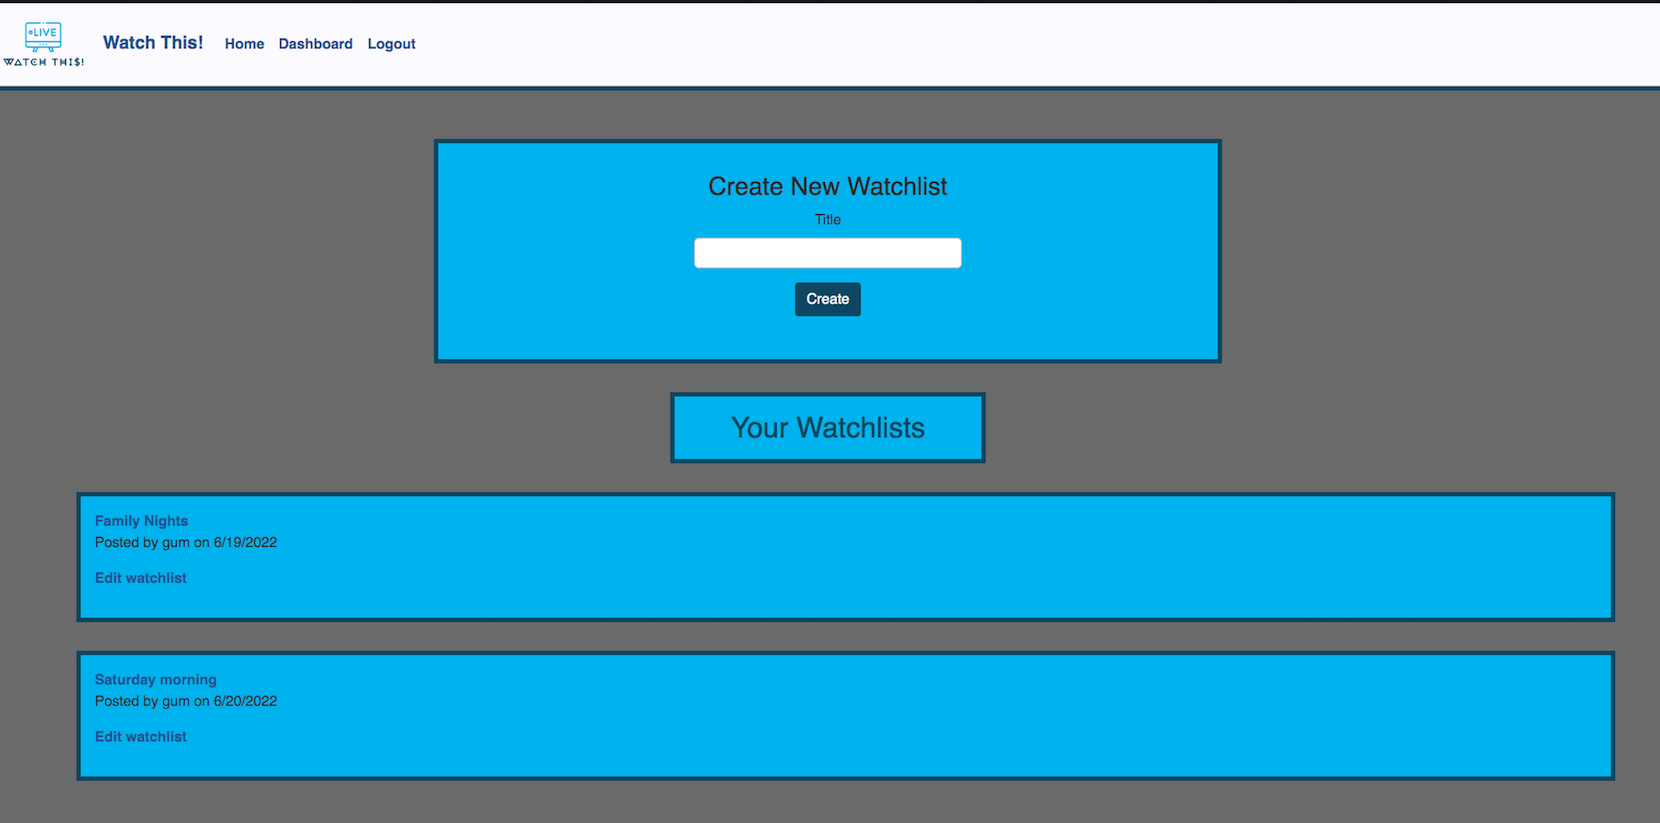 LIVE
WATCH THI$!
Watch This! Home Dashboard Logout
Create New Watchlist
Title
Create
Your Watchlists
Family Nights
Posted by gum on 6/19/2022
Edit watchlist
Saturday morning
Posted by gum on 6/20/2022
Edit watchlist